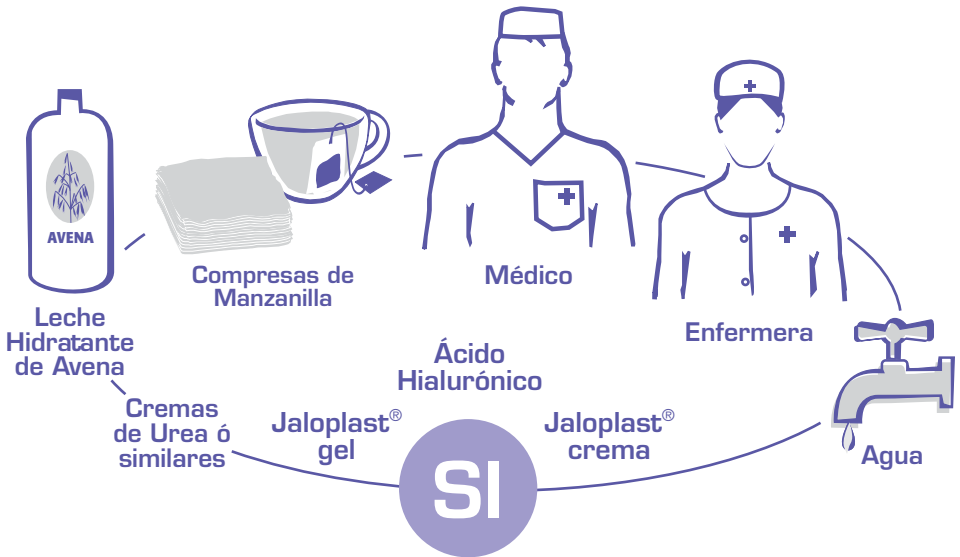 AVENA
Leche
Hidratante
de Avena
Compresas de
Manzanilla
Médico
Enfermera
Agua
Cremas
de Urea ó
similares
Jaloplast®
gel
Ácido
Hialurónico
Jaloplast®
crema
SI